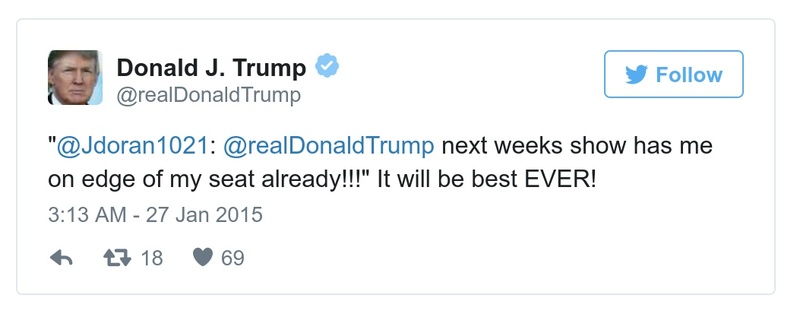 Donald J. Trump
@realDonaldTrump
Follow
"@Jdoran1021: @realDonaldTrump next weeks show has me
on edge of my seat already!!!" It will be best EVER!
3:13 AM - 27 Jan 2015
18 69